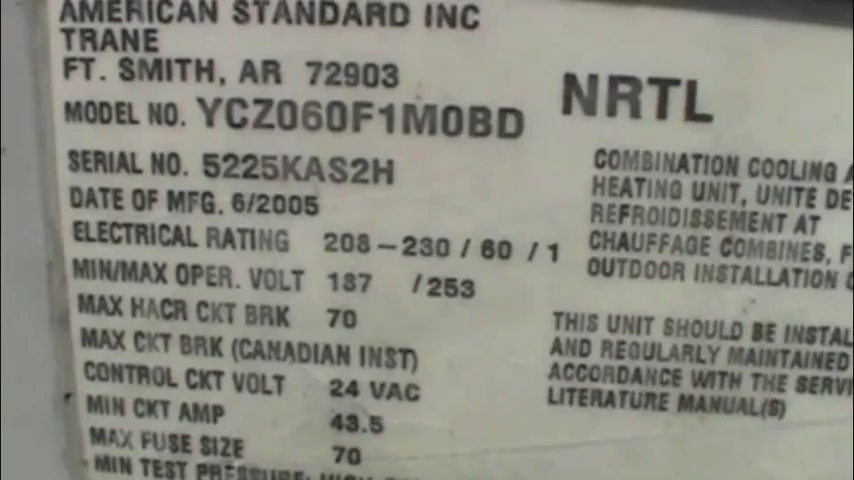 AMERICAN STANDARD INC
TRANE
FT. SMITH, AR 72903
MODEL NO. YCZ060F1M0BD
SERIAL NO. 5225KAS2H
DATE OF MFG. 6/2005
ELECTRICAL RATING 208-230 / 60 / 1
MIN/MAX OPER. VOLT 187 / 253
MAX HACR CKT BRK 70
MAX CKT BRK (CANADIAN INST)
CONTROL CKT VOLT 24 VAC
MIN CKT AMP 43.5
MAX FUSE SIZE 70
MIN TEST PRESSURE:
NRTL
COMBINATION COOLING
HEATING UNIT, UNITE DE
REFROIDISSEMENT AT
CHAUFFAGE COMBINES, F
OUTDOOR INSTALLATION
THIS UNIT SHOULD BE INSTAL
AND REGULARLY MAINTAINED
ACCORDANCE WITH THE SERVI
LITERATURE MANUAL(S)